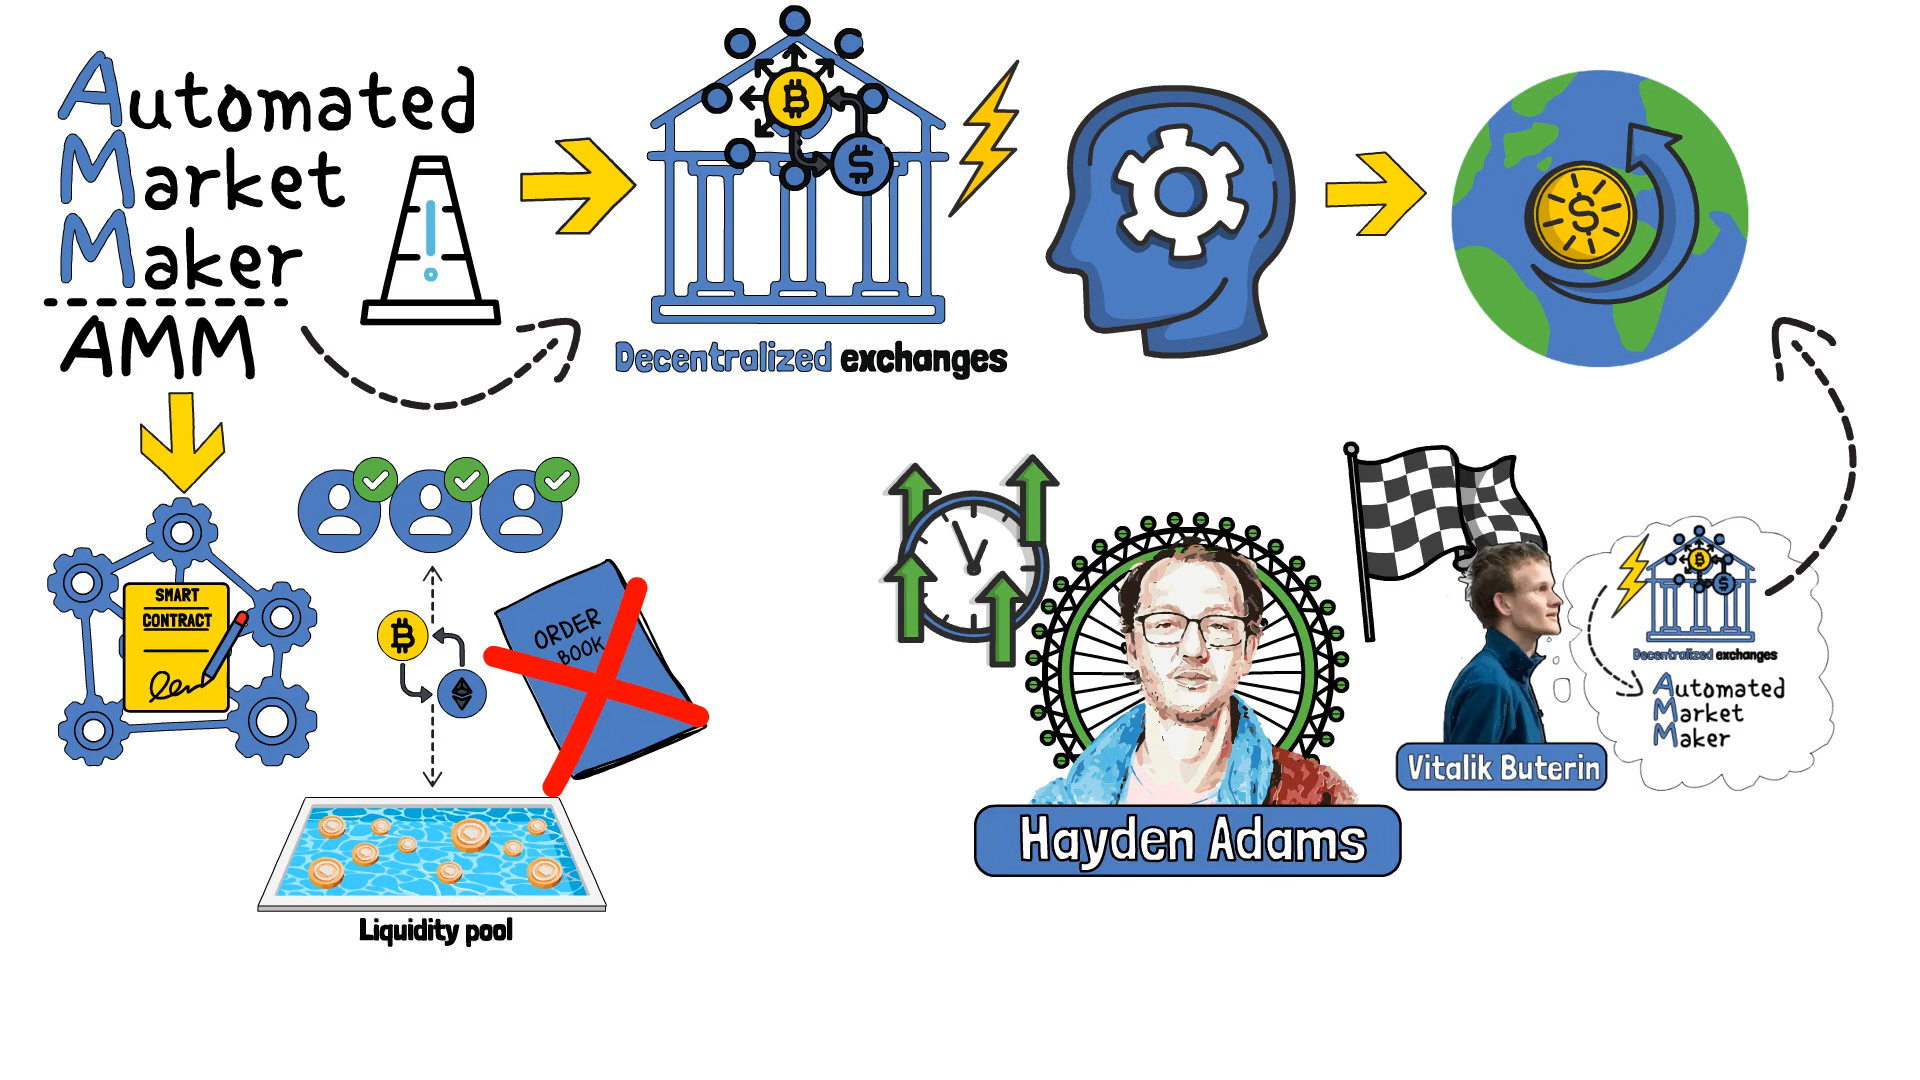 Automated
Market
Maker
AMM
Decentralized exchanges
SMART
CONTRACT
ORDER
BOOK
Liquidity pool
Hayden Adams
Vitalik Buterin
Decentralized exchanges
Automated
Market
Maker